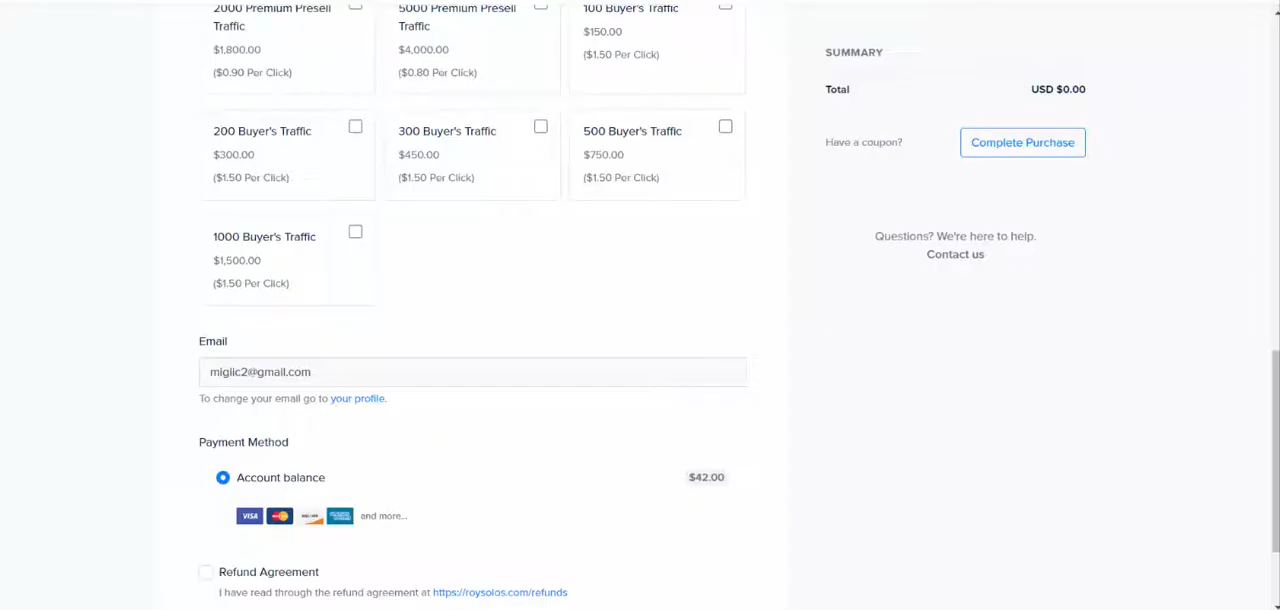 2000 Premium Presell
Traffic
$1,800.00
($0.90 Per Click)
5000 Premium Presell
Traffic
$4,000.00
($0.80 Per Click)
100 Buyer's Traffic
$150.00
($1.50 Per Click)
200 Buyer's Traffic
$300.00
($1.50 Per Click)
300 Buyer's Traffic
$450.00
($1.50 Per Click)
500 Buyer's Traffic
$750.00
($1.50 Per Click)
1000 Buyer's Traffic
$1,500.00
($1.50 Per Click)
Email
miglic2@gmail.com
To change your email go to your profile.
Payment Method
Account balance $42.00
VISA
and more...
Refund Agreement
I have read through the refund agreement at https://roysolos.com/refunds
SUMMARY
Total USD $0.00
Have a coupon? Complete Purchase
Questions? We're here to help.
Contact us